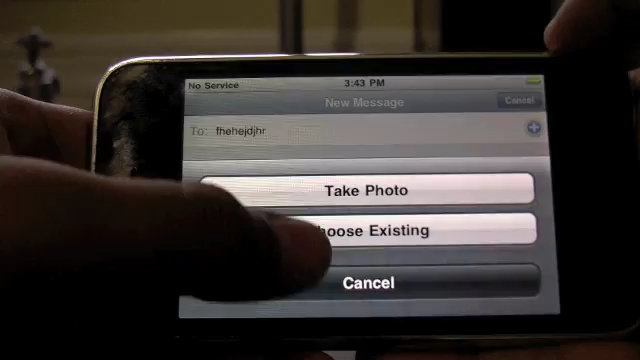 No Service 3:43 PM
New Message Cancel
To: fhehejdjhr
Take Photo
hoose Existing
Cancel